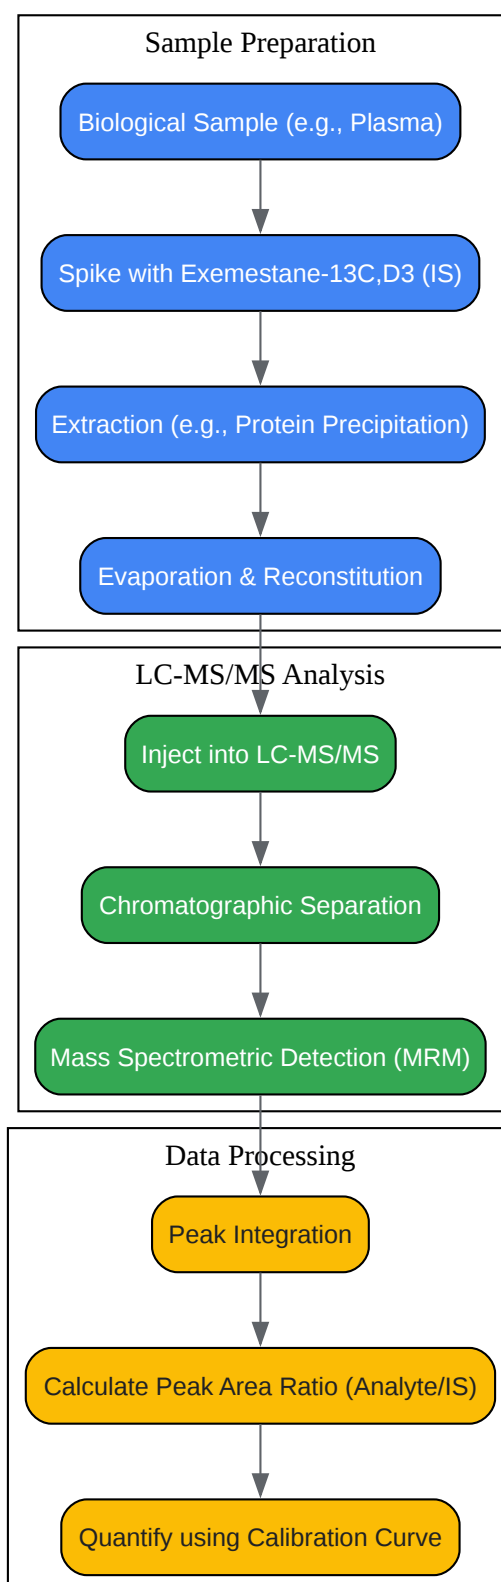 Sample Preparation
Biological Sample (e.g., Plasma)
Spike with Exemestane-13C,D3 (IS)
Extraction (e.g., Protein Precipitation)
Evaporation & Reconstitution
LC-MS/MS Analysis
Inject into LC-MS/MS
Chromatographic Separation
Mass Spectrometric Detection (MRM)
Data Processing
Peak Integration
Calculate Peak Area Ratio (Analyte/IS)
Quantify using Calibration Curve